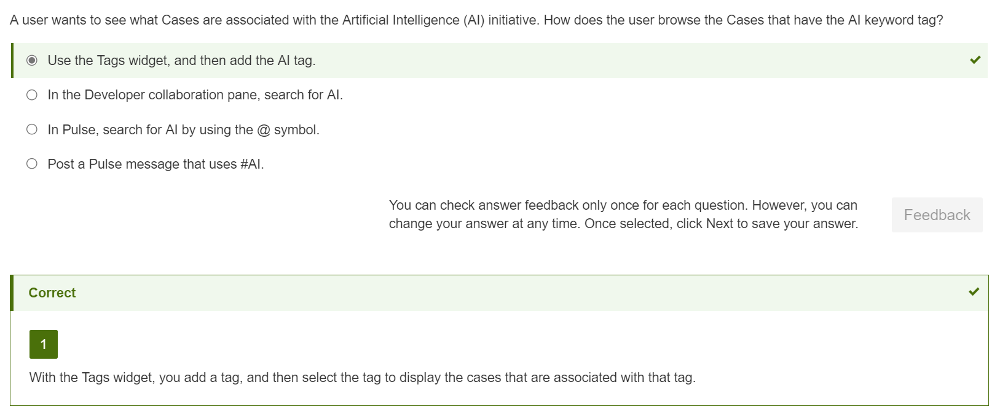 A user wants to see what Cases are associated with the Artificial Intelligence (AI) initiative. How does the user browse the Cases that have the AI keyword tag?
Use the Tags widget, and then add the AI tag.
In the Developer collaboration pane, search for AI.
In Pulse, search for AI by using the @ symbol.
Post a Pulse message that uses #AI.
You can check answer feedback only once for each question. However, you can
change your answer at any time. Once selected, click Next to save your answer.
Feedback
Correct
1
With the Tags widget, you add a tag, and then select the tag to display the cases that are associated with that tag.